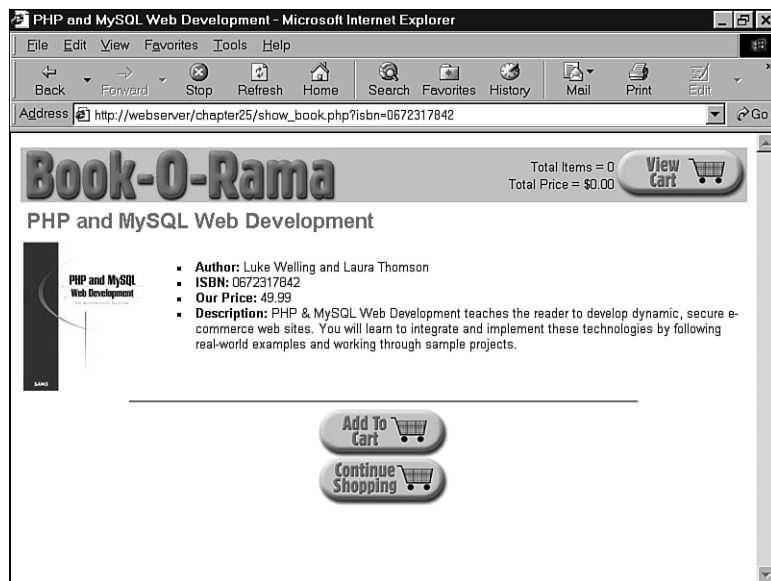 PHP and MySQL Web Development - Microsoft Internet Explorer
File Edit View Favorites Tools Help
Back Forward Stop Refresh Home Search Favorites History Mail Print Edit
Address http://webserver/chapter25/show_book.php?isbn=0672317842 Go
Book-O-Rama
Total Items = 0
Total Price = $0.00
View
Cart
PHP and MySQL Web Development
PHP and MySQL
Web Development
SAMS
Author: Luke Welling and Laura Thomson
ISBN: 0672317842
Our Price: 49.99
Description: PHP & MySQL Web Development teaches the reader to develop dynamic, secure e-
commerce web sites. You will learn to integrate and implement these technologies by following
real-world examples and working through sample projects.
Add To
Cart
Continue
Shopping